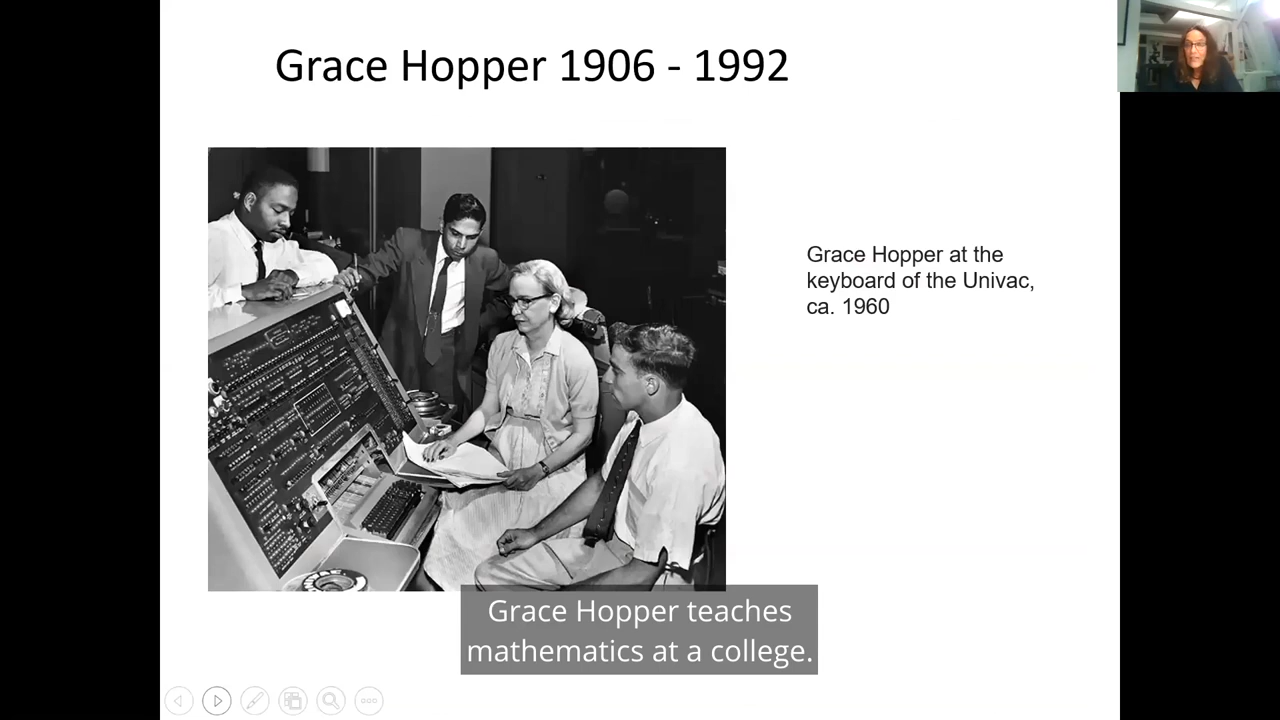 Grace Hopper 1906 - 1992
Grace Hopper at the
keyboard of the Univac,
ca. 1960
Grace Hopper teaches
mathematics at a college.